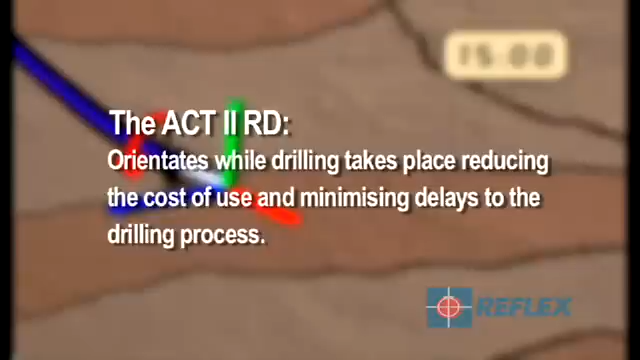 15:00
The ACT II RD:
Orientates while drilling takes place reducing
the cost of use and minimising delays to the
drilling process.
REFLEX